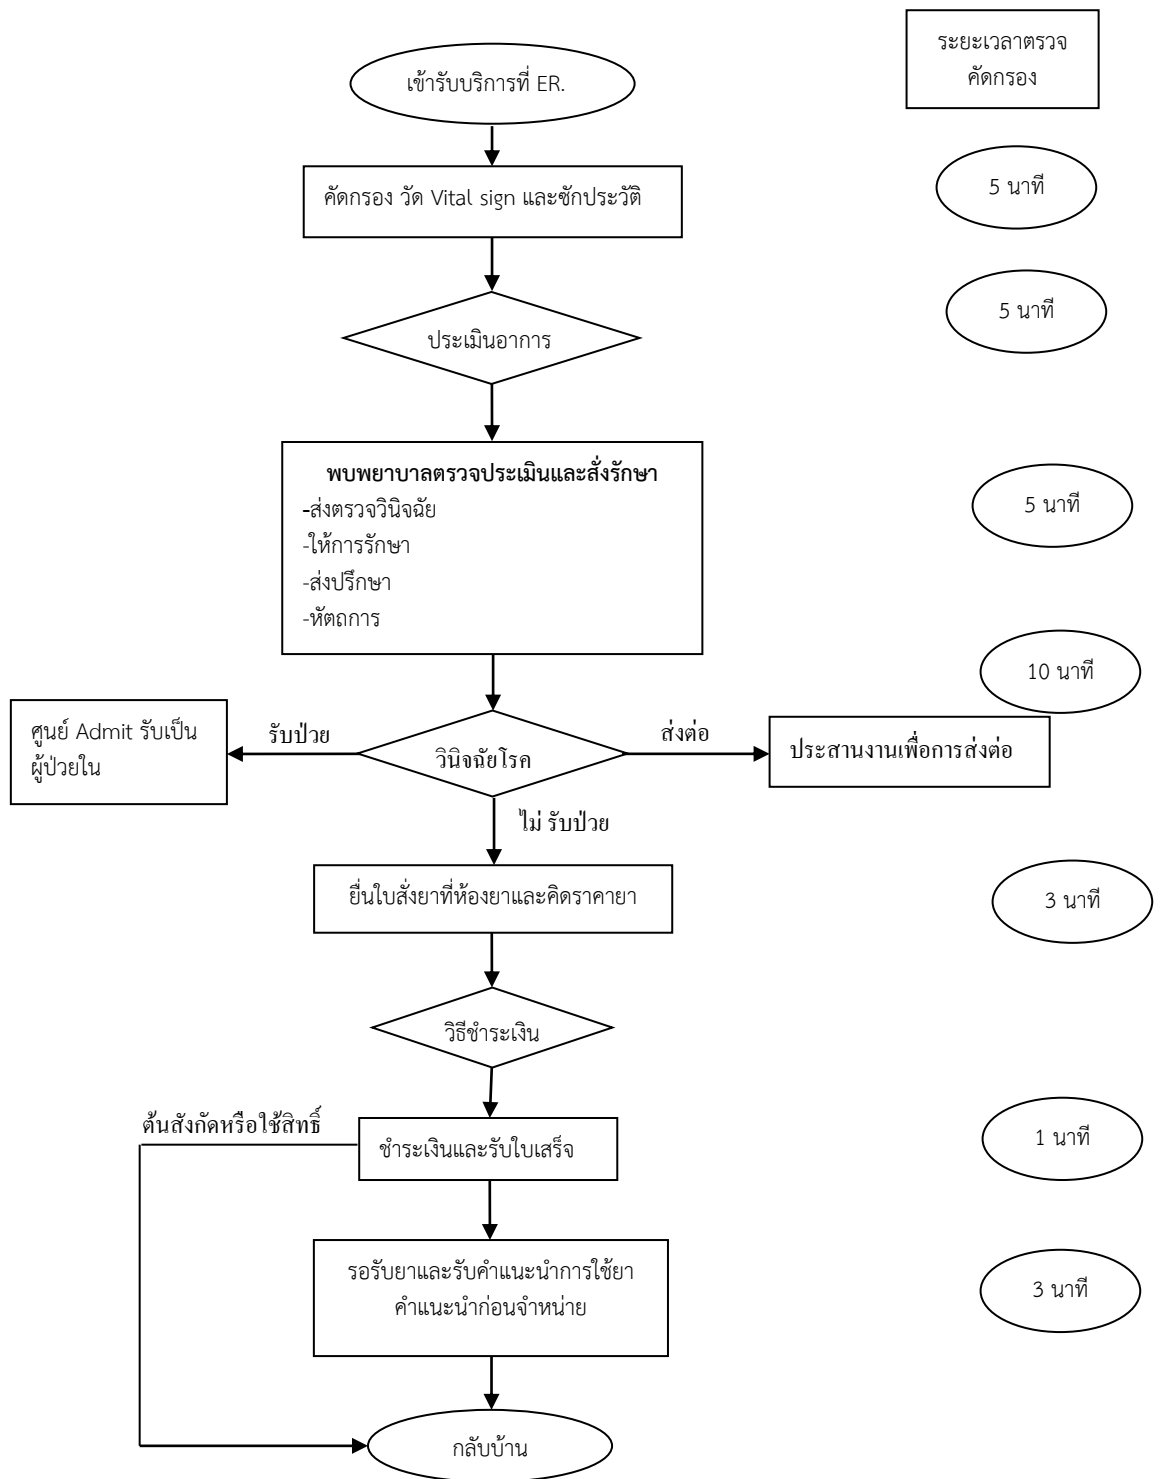 ระยะเวลาตรวจ
คัดกรอง
เข้ารับบริการที่ ER.
คัดกรอง วัด Vital sign และซักประวัติ
5 นาที
5 นาที
ประเมินอาการ
พบพยาบาลตรวจประเมินและสั่งรักษา
-ส่งตรวจวินิจฉัย
-ให้การรักษา
-ส่งปรึกษา
-หัตถการ
5 นาที
10 นาที
ศูนย์ Admit รับเป็น
ผู้ป่วยใน
รับป่วย
วินิจฉัยโรค
ส่งต่อ
ประสานงานเพื่อการส่งต่อ
ไม่ รับป่วย
ยื่นใบสั่งยาที่ห้องยาและคิดราคายา
3 นาที
วิธีชำระเงิน
ต้นสังกัดหรือใช้สิทธิ์
ชำระเงินและรับใบเสร็จ
1 นาที
รอรับยาและรับคำแนะนำการใช้ยา
คำแนะนำก่อนจำหน่าย
3 นาที
กลับบ้าน